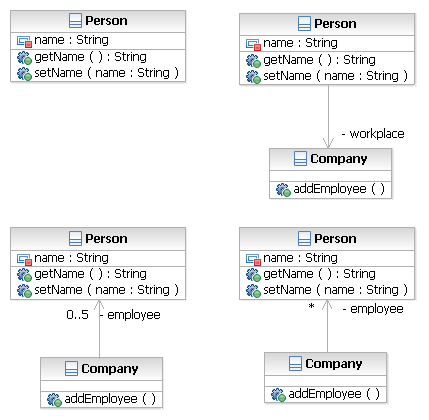 Person
name : String
getName ( ) : String
setName ( name : String )
Person
name : String
getName ( ) : String
setName ( name : String )
- workplace
Company
addEmployee ( )
Person
name : String
getName ( ) : String
setName ( name : String )
0..5 - employee
Company
addEmployee ( )
Person
name : String
getName ( ) : String
setName ( name : String )
* - employee
Company
addEmployee ( )